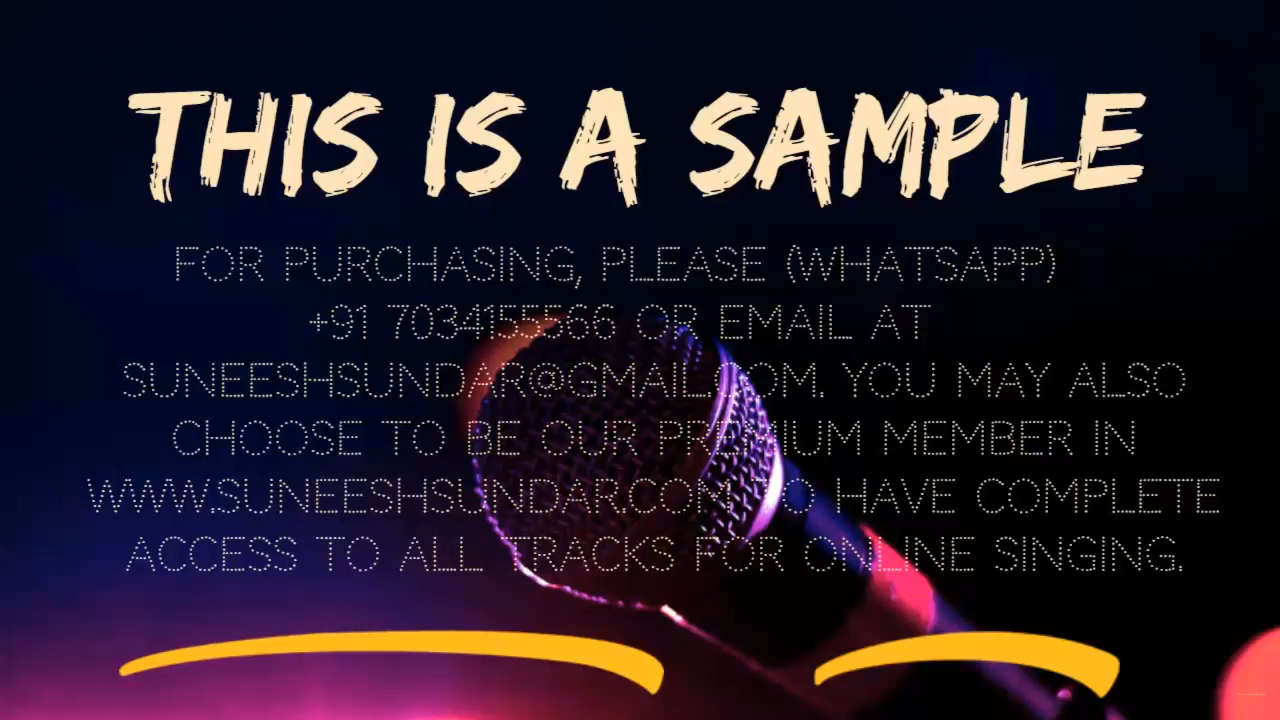 THIS IS A SAMPLE
FOR PURCHASING, PLEASE (WHATSAPP)
+91 7034155566 OR EMAIL AT
SUNEESHSUNDAR@GMAIL.COM. YOU MAY ALSO
CHOOSE TO BE OUR PREMIUM MEMBER IN
WWW.SUNEESHSUNDAR.COM TO HAVE COMPLETE
ACCESS TO ALL TRACKS FOR ONLINE SINGING.